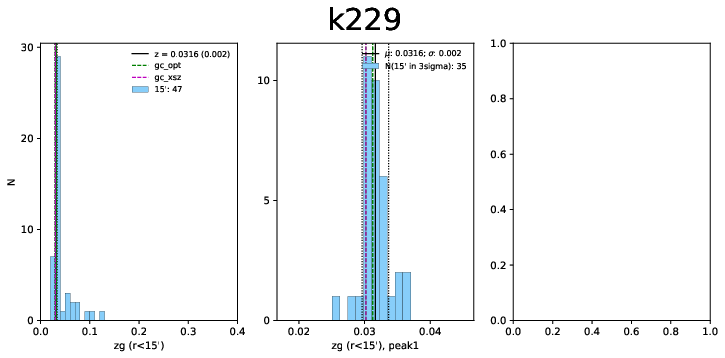 k229
30
20
10
0
N
0.0 0.1 0.2 0.3 0.4
zg (r<15')
z = 0.0316 (0.002)
gc_opt
gc_xsz
15': 47
10
5
0
0.02 0.03 0.04
zg (r<15'), peak1
μ: 0.0316; σ: 0.002
N(15' in 3sigma): 35
1.0
0.8
0.6
0.4
0.2
0.0
0.0 0.2 0.4 0.6 0.8 1.0